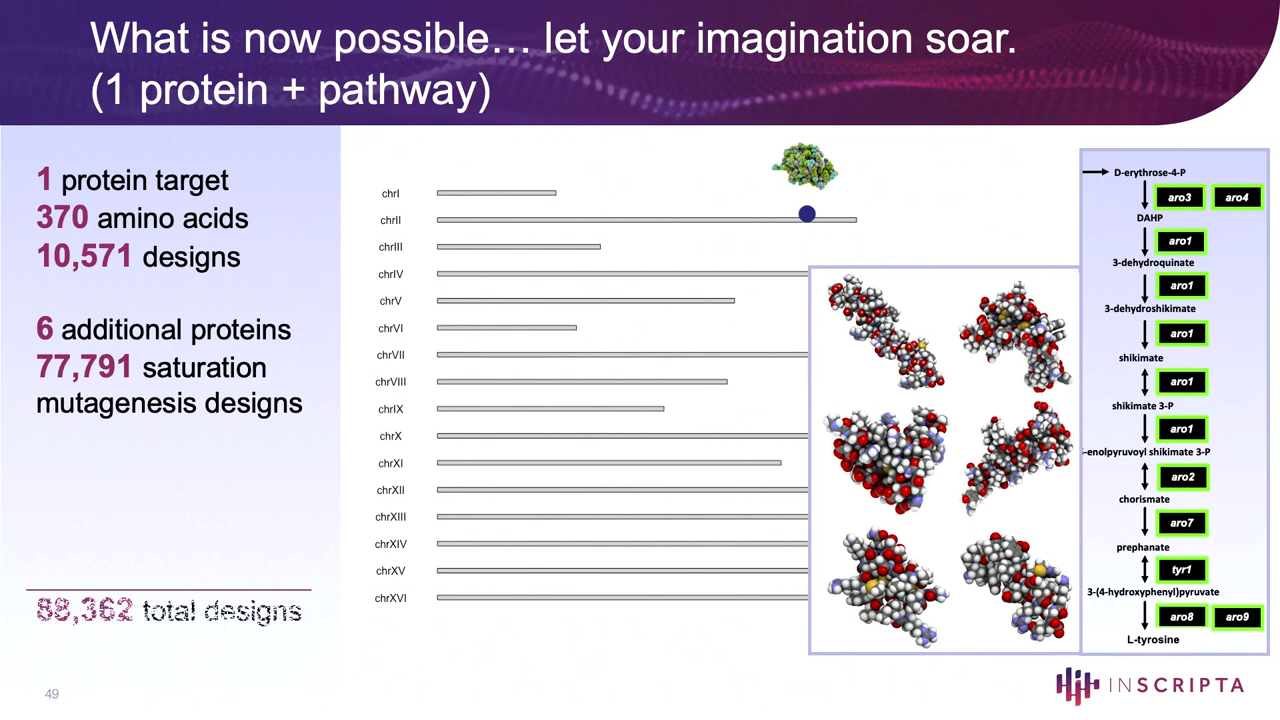 What is now possible… let your imagination soar.
(1 protein + pathway)
1 protein target
370 amino acids
10,571 designs
6 additional proteins
77,791 saturation
mutagenesis designs
88,362 total designs
chrI
chrII
chrIII
chrIV
chrV
chrVI
chrVII
chrVIII
chrIX
chrX
chrXI
chrXII
chrXIII
chrXIV
chrXV
chrXVI
D-erythrose-4-P
aro3 aro4
DAHP
aro1
3-dehydroquinate
aro1
3-dehydroshikimate
aro1
shikimate
aro1
shikimate 3-P
aro1
-enolpyruvoyl shikimate 3-P
aro2
chorismate
aro7
prephanate
tyr1
3-(4-hydroxyphenyl)pyruvate
aro8 aro9
L-tyrosine
49
INSCRIPTA